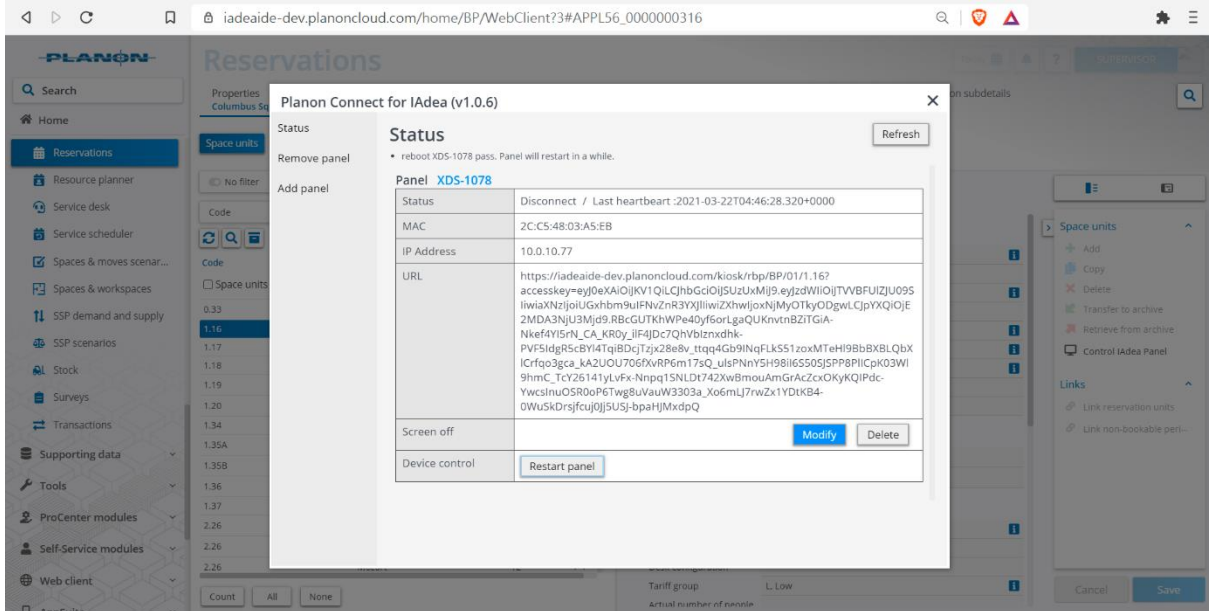 iadeaide-dev.planoncloud.com/home/BP/WebClient?3#APPL56_0000000316
PLANON
Reservations
Search
Home
Reservations
Resource planner
Service desk
Service scheduler
Spaces & moves scenar...
Spaces & workspaces
SSP demand and supply
SSP scenarios
Stock
Surveys
Transactions
Supporting data
Tools
ProCenter modules
Self-Service modules
Web client
Properties
Columbus Sq
on subdetails
Space units
No filter
Code
Code
Space units
0.33
1.16
1.17
1.18
1.19
1.20
1.34
1.35A
1.35B
1.36
1.37
2.26
2.26
2.26
Count
All
None
Planon Connect for IAdea (v1.0.6)
Status
Remove panel
Add panel
Status
Refresh
• reboot XDS-1078 pass. Panel will restart in a while.
Panel XDS-1078
Status Disconnect / Last heartbeart :2021-03-22T04:46:28.320+0000
MAC 2C:C5:48:03:A5:EB
IP Address 10.0.10.77
URL https://iadeaide-dev.planoncloud.com/kiosk/rbp/BP/01/1.16?
Screen off Modify Delete
Device control Restart panel
Tariff group L. Low
Actual number of people
Space units
Add
Copy
Delete
Transfer to archive
Retrieve from archive
Control IAdea Panel
Links
Link reservation units
Link non-bookable peri...
Cancel
Save